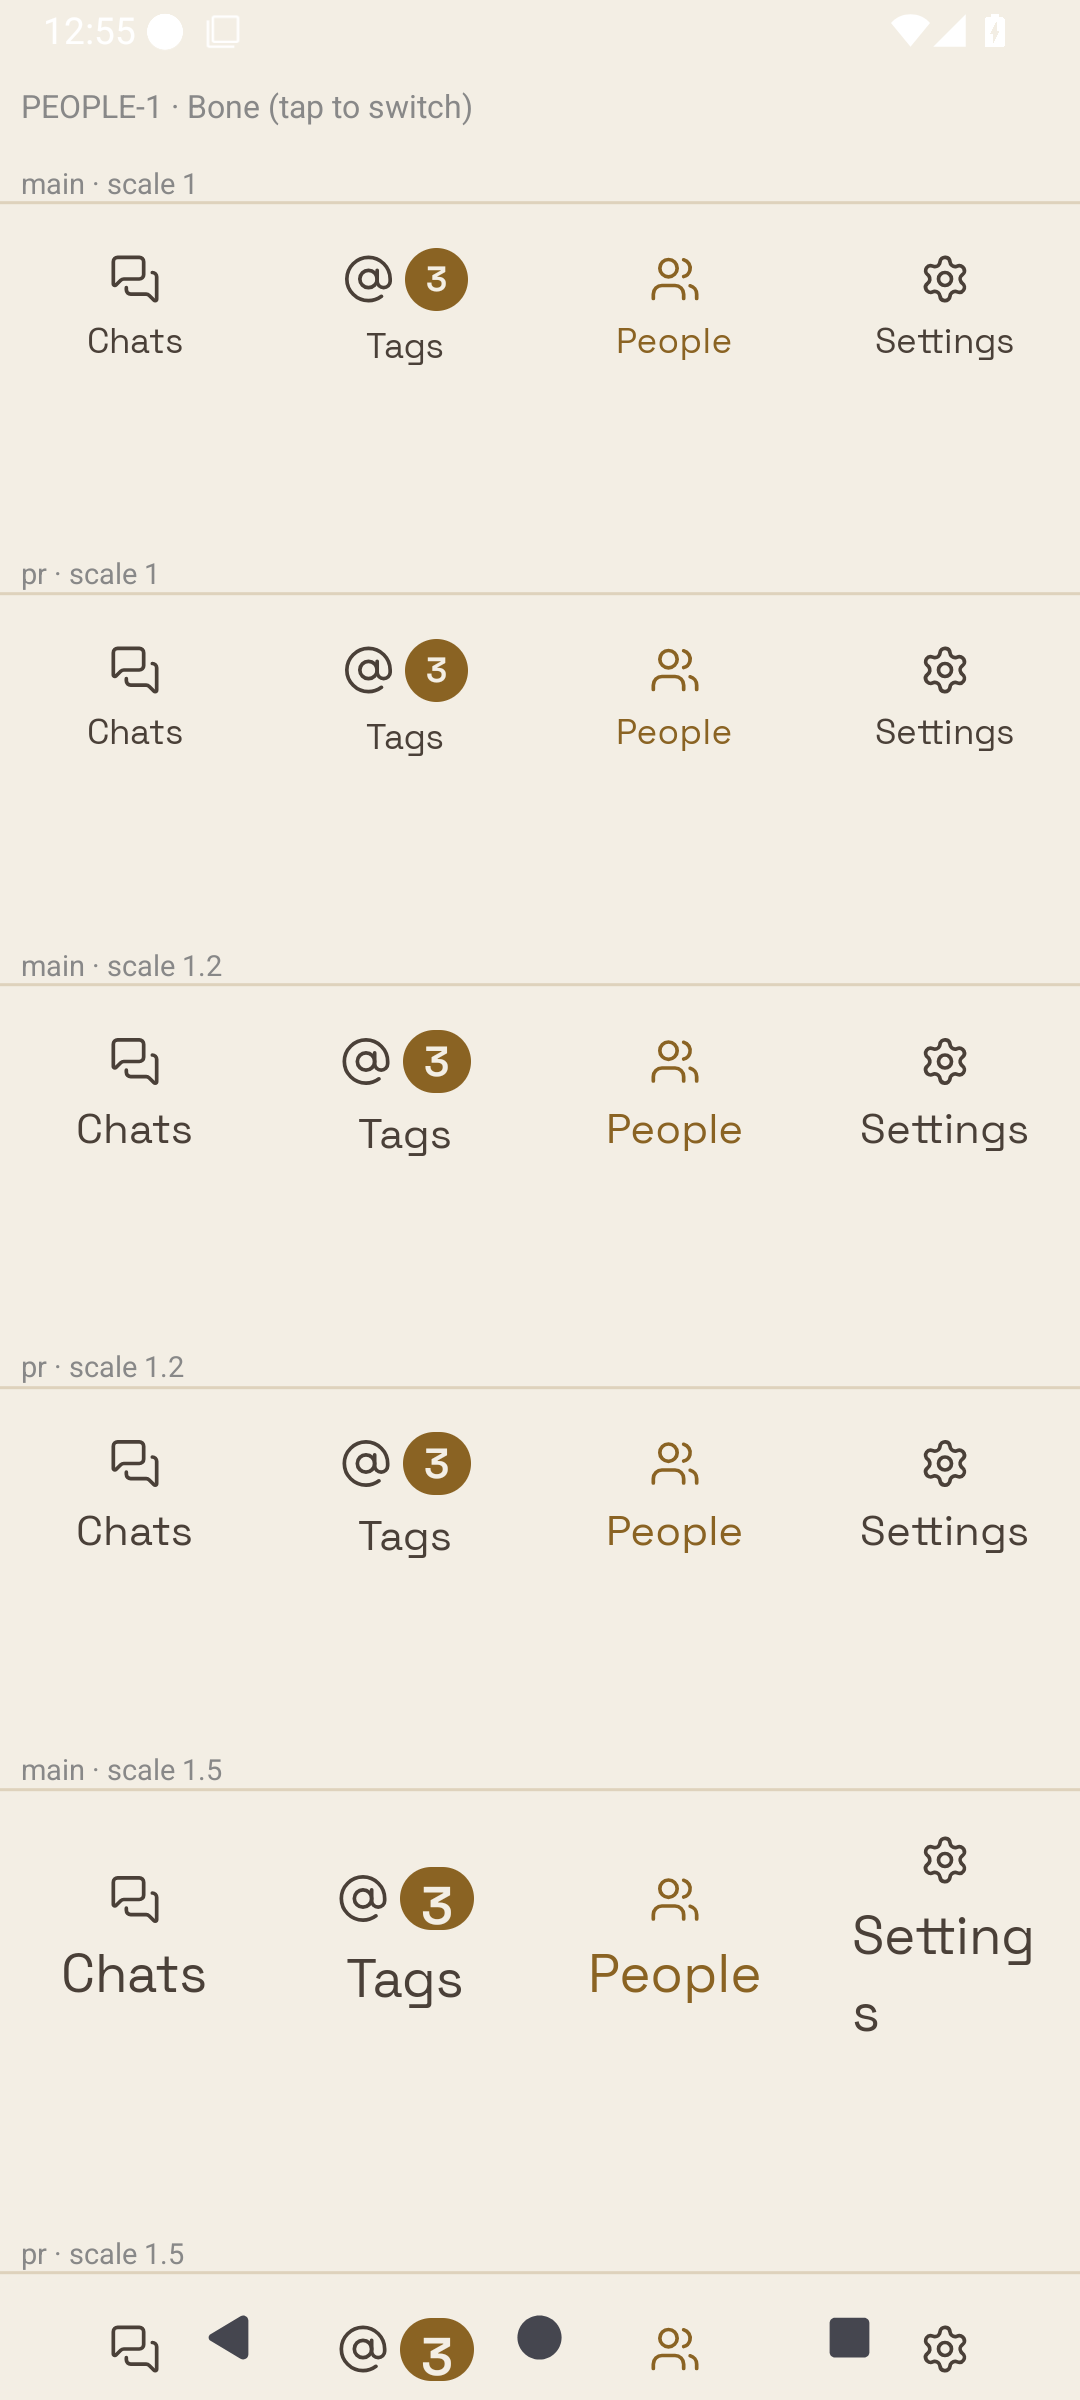 12:55
PEOPLE-1 · Bone (tap to switch)
main · scale 1
3
Chats Tags People Settings
pr · scale 1
3
Chats Tags People Settings
main · scale 1.2
3
Chats Tags People Settings
pr · scale 1.2
3
Chats Tags People Settings
main · scale 1.5
3
Chats Tags People Setting
s
pr · scale 1.5
3